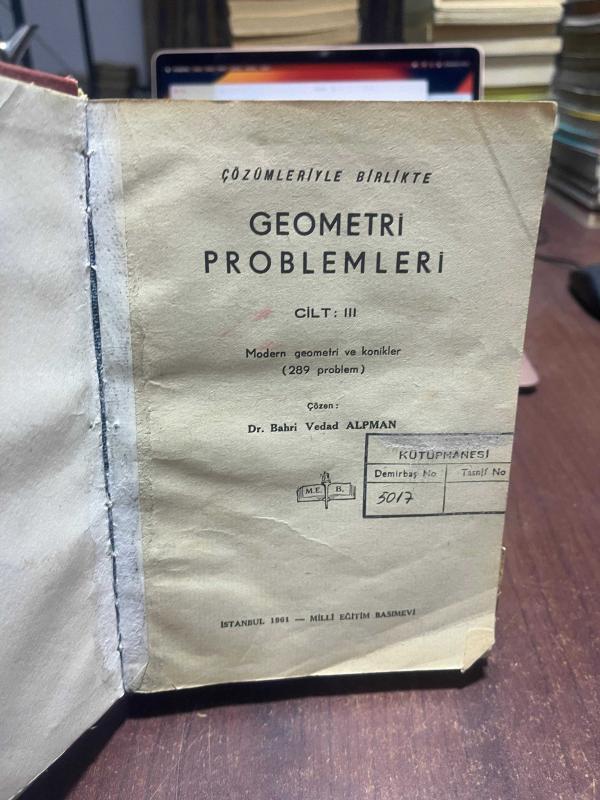 ÇÖZÜMLERİYLE BİRLİKTE
GEOMETRİ
PROBLEMLERİ
CİLT: III
Modern geometri ve konikler
(289 problem)
Çözen:
Dr. Bahri Vedad ALPMAN
KÜTÜPHANESİ
Demirbaş No Tasnif No
5017
M.E. B.
İSTANBUL 1961 — MİLLÎ EĞİTİM BASIMEVİ